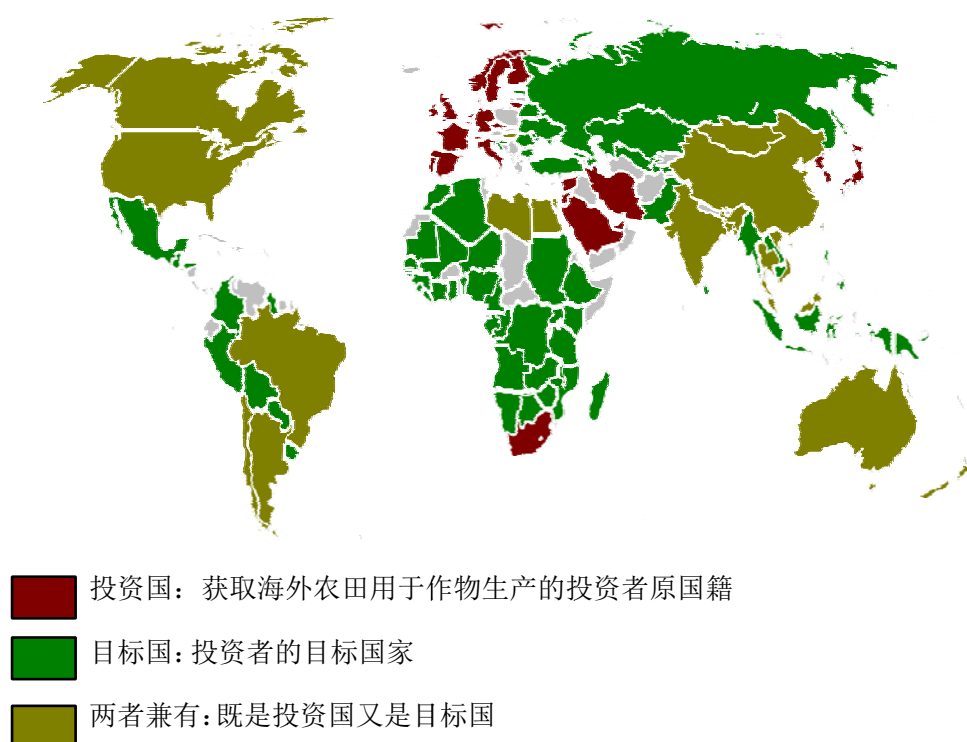 投资国：获取海外农田用于作物生产的投资者原国籍
目标国：投资者的目标国家
两者兼有：既是投资国又是目标国